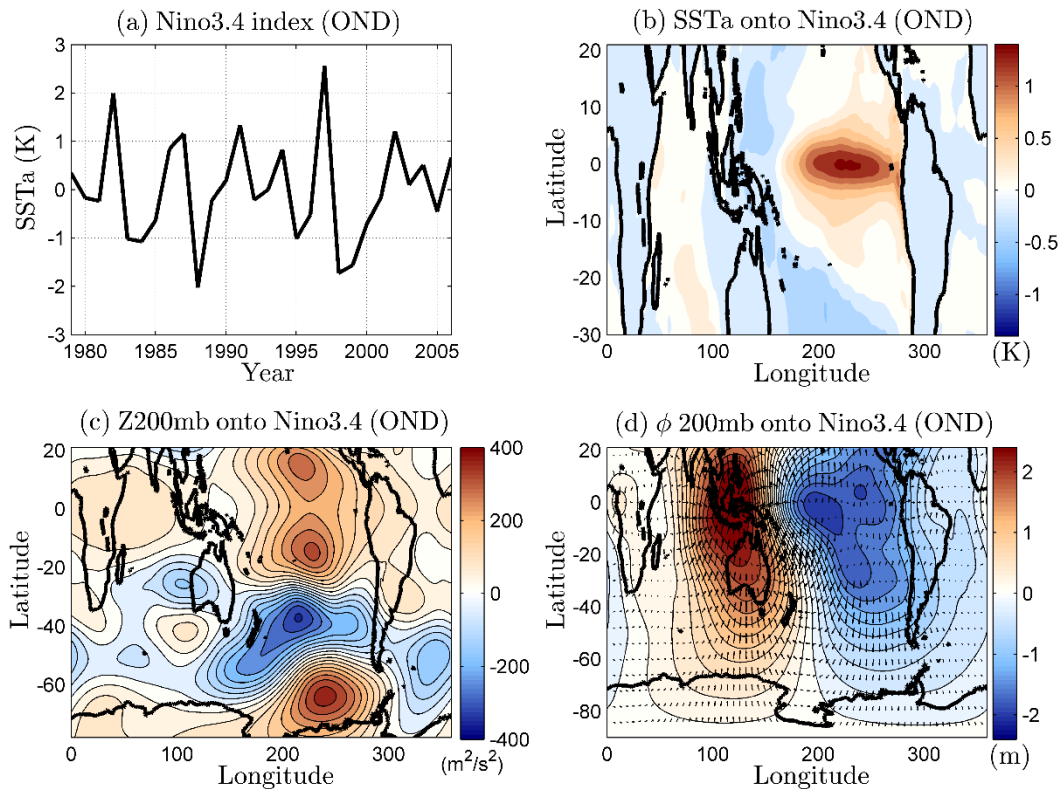 (a) Nino3.4 index (OND)
SSTa (K)
3
2
1
0
-1
-2
-3
1980 1985 1990 1995 2000 2005
Year
(b) SSTa onto Nino3.4
Latitude
20
10
0
-10
-20
-30
0 100 200 300
Longitude
1
0.5
0
-0.5
-1
(K)
(c) Z200mb onto Nino3.4 (OND)
Latitude
20
0
-20
-40
-60
0 100 200 300
Longitude
400
200
0
-200
-400
(m²/s²)
(d) ϕ 200mb onto Nino3.4 (OND)
Latitude
20
0
-20
-40
-60
-80
0 100 200 300
Longitude
2
1
0
-1
-2
(m)